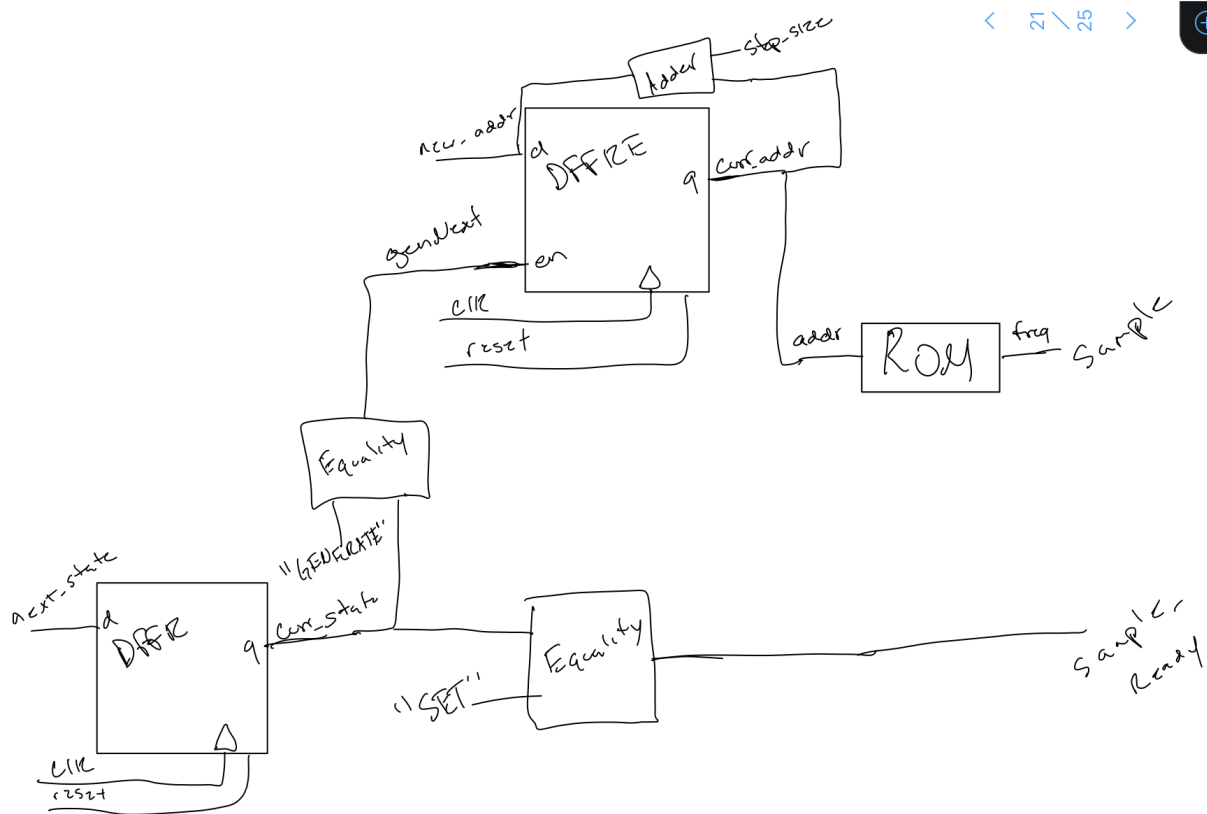 21 / 25
step_size
Adder
new_addr
d
DFFRE
q
curr_addr
genNext
en
clk
reset
addr
ROM
freq
Sample
Equality
"GENERATE"
next_state
d
DFFR
q
curr_state
Equality
"SET"
Sample
Ready
clk
reset